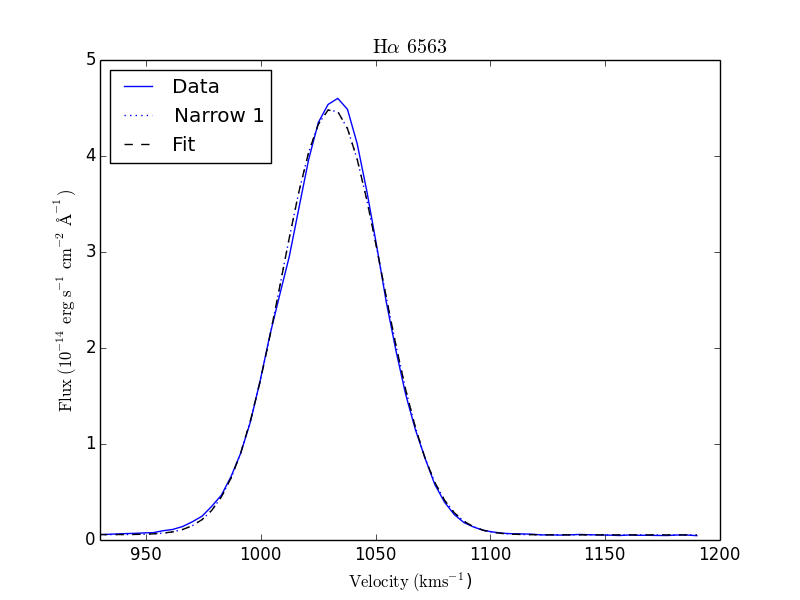 Hα 6563
Data
Narrow 1
Fit
5
4
3
2
1
0
Flux (10⁻¹⁴ erg s⁻¹ cm⁻² Å⁻¹)
950
1000
1050
1100
1150
1200
Velocity (kms⁻¹)